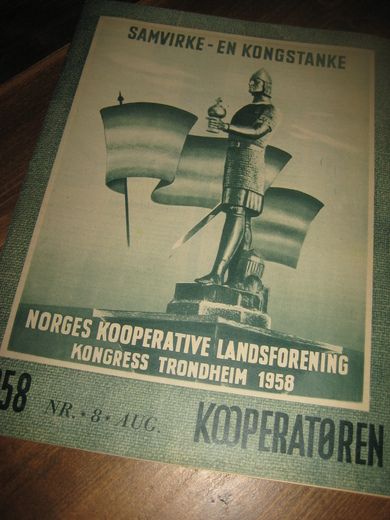 SAMVIRKE - EN KONGSTANKE
NORGES KOOPERATIVE LANDSFORENING
KONGRESS TRONDHEIM 1958
58 NR. • 8 • AUG. KOOPERATØREN